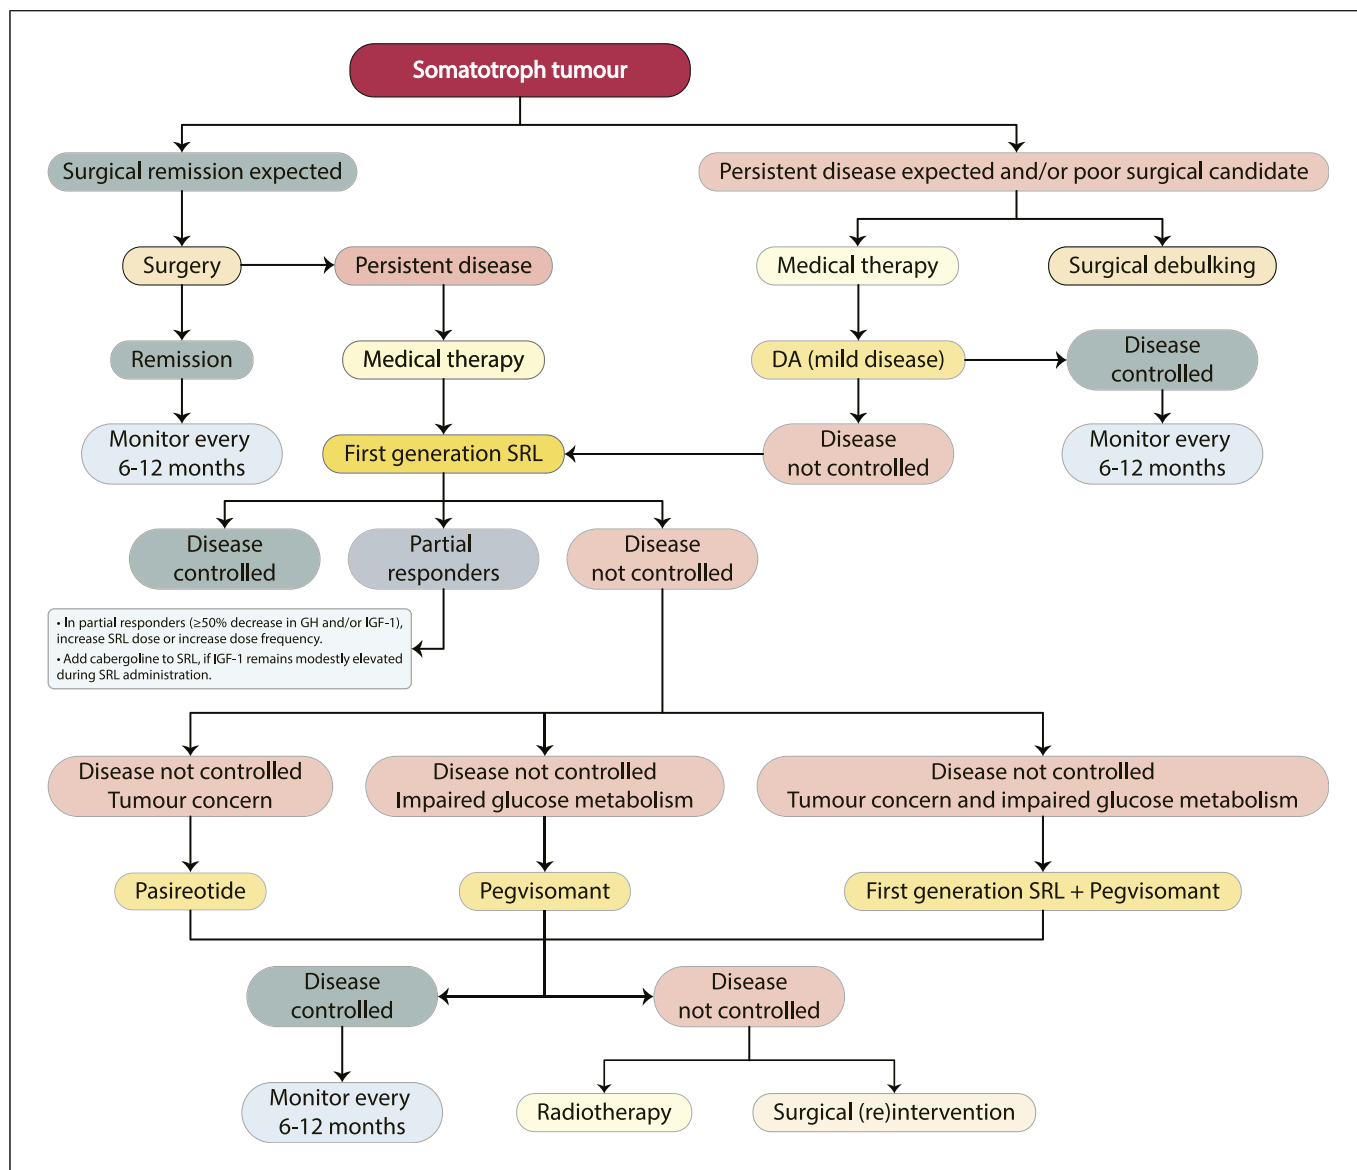 Somatotroph tumour
Surgical remission expected
Persistent disease expected and/or poor surgical candidate
Surgery
Persistent disease
Medical therapy
Surgical debulking
Remission
Medical therapy
DA (mild disease)
Disease
controlled
Monitor every
6-12 months
First generation SRL
Disease
not controlled
Monitor every
6-12 months
Disease
controlled
Partial
responders
Disease
not controlled
• In partial responders (≥50% decrease in GH and/or IGF-1),
increase SRL dose or increase dose frequency.
• Add cabergoline to SRL, if IGF-1 remains modestly elevated
during SRL administration.
Disease not controlled
Tumour concern
Disease not controlled
Impaired glucose metabolism
Disease not controlled
Tumour concern and impaired glucose metabolism
Pasireotide
Pegvisomant
First generation SRL + Pegvisomant
Disease
controlled
Disease
not controlled
Monitor every
6-12 months
Radiotherapy
Surgical (re)intervention